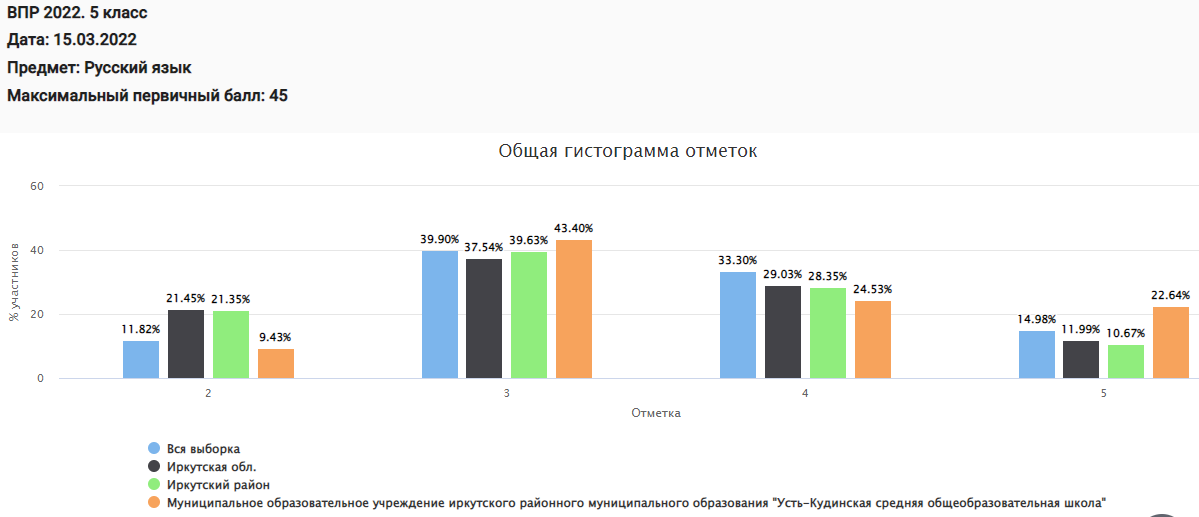 ВПР 2022. 5 класс
Дата: 15.03.2022
Предмет: Русский язык
Максимальный первичный балл: 45
Общая гистограмма отметок
% участников
60
40
20
0
11.82% 21.45% 21.35% 9.43%
39.90% 37.54% 39.63% 43.40%
33.30% 29.03% 28.35% 24.53%
14.98% 11.99% 10.67% 22.64%
2 3 4 5
Отметка
Вся выборка
Иркутская обл.
Иркутский район
Муниципальное образовательное учреждение иркутского районного муниципального образования "Усть-Кудинская средняя общеобразовательная школа"